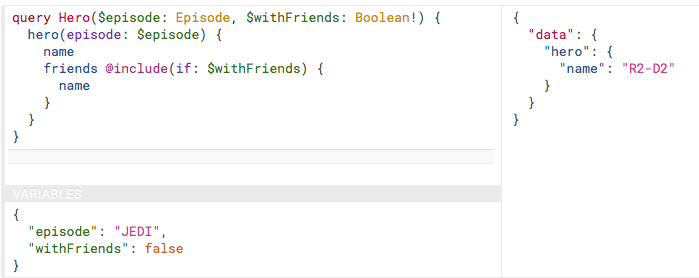 query Hero($episode: Episode, $withFriends: Boolean!) {
  hero(episode: $episode) {
    name
    friends @include(if: $withFriends) {
      name
    }
  }
}
VARIABLES
{
  "episode": "JEDI",
  "withFriends": false
}
{
  "data": {
    "hero": {
      "name": "R2-D2"
    }
  }
}